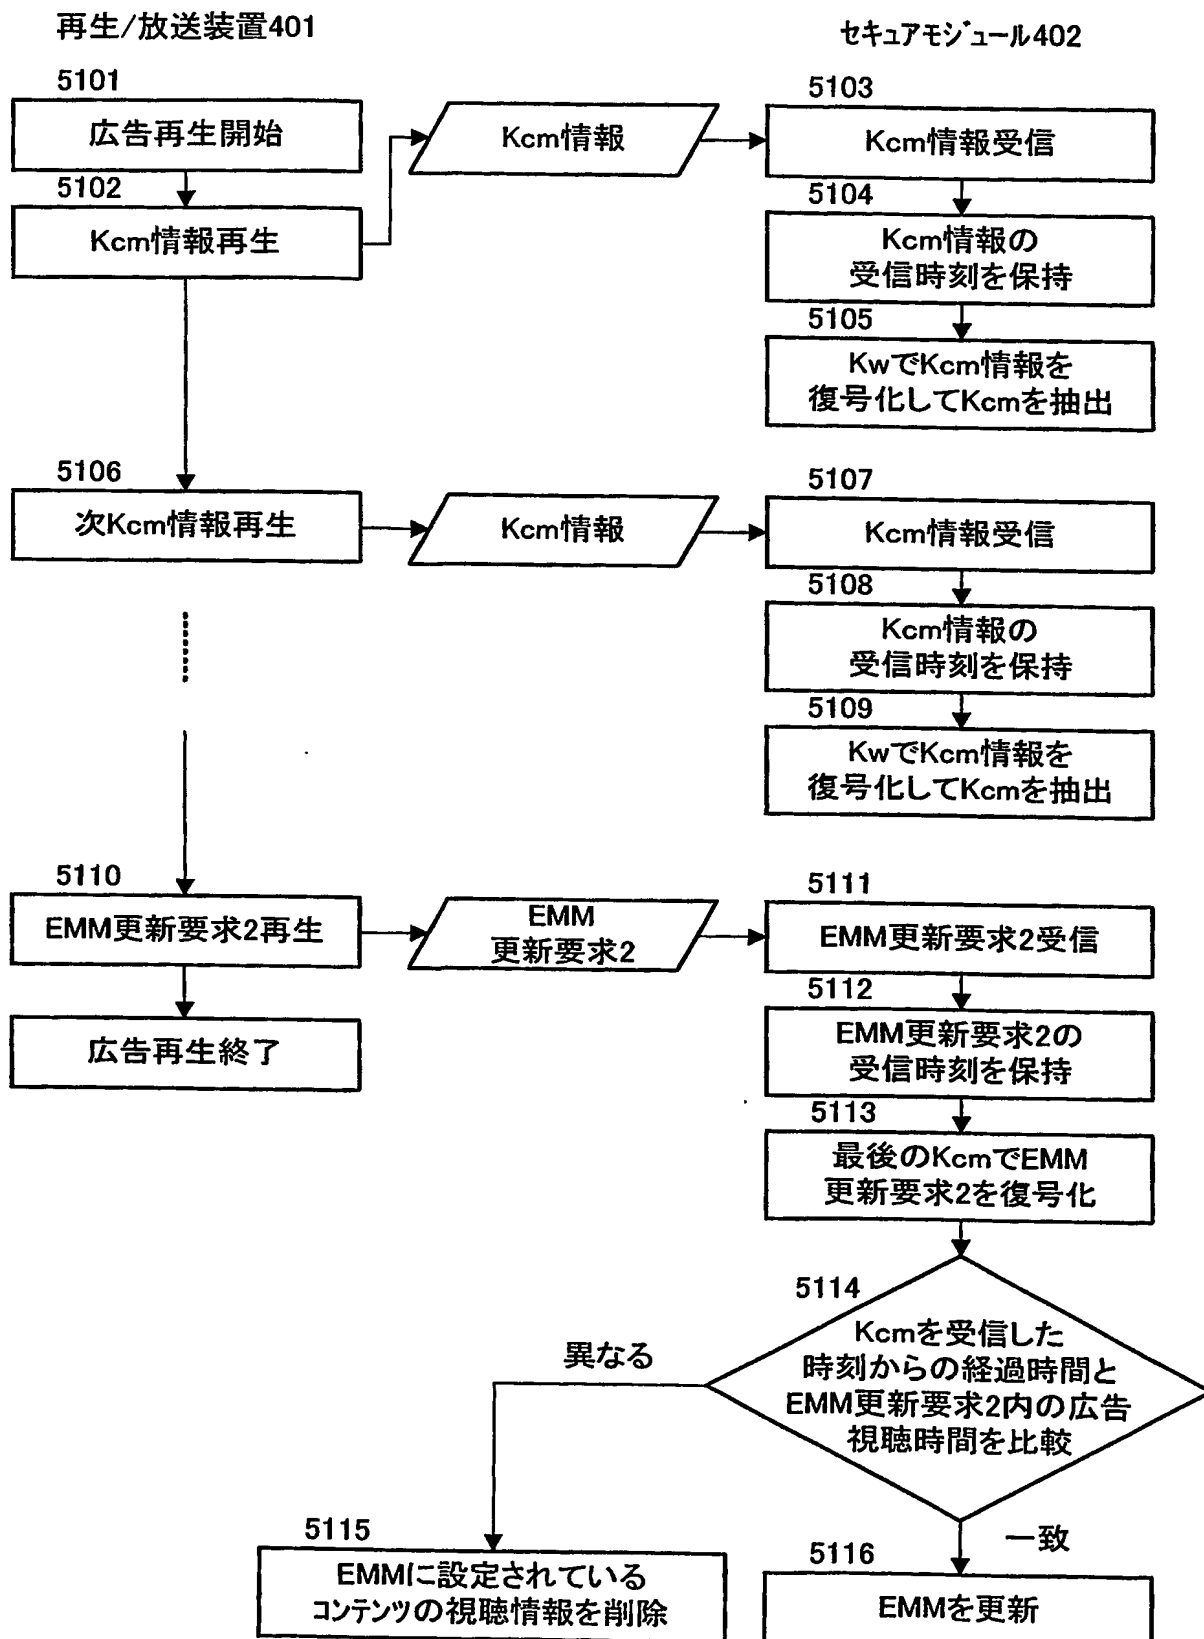 再生/放送装置401
セキュアモジュール402
5101
広告再生開始
5102
Kcm情報再生
Kcm情報
5103
Kcm情報受信
5104
Kcm情報の
受信時刻を保持
5105
KwでKcm情報を
復号化してKcmを抽出
5106
次Kcm情報再生
Kcm情報
5107
Kcm情報受信
5108
Kcm情報の
受信時刻を保持
5109
KwでKcm情報を
復号化してKcmを抽出
5110
EMM更新要求2再生
EMM
更新要求2
5111
EMM更新要求2受信
広告再生終了
5112
EMM更新要求2の
受信時刻を保持
5113
最後のKcmでEMM
更新要求2を復号化
5114
Kcmを受信した
時刻からの経過時間と
EMM更新要求2内の広告
視聴時間を比較
異なる
一致
5115
EMMに設定されている
コンテンツの視聴情報を削除
5116
EMMを更新